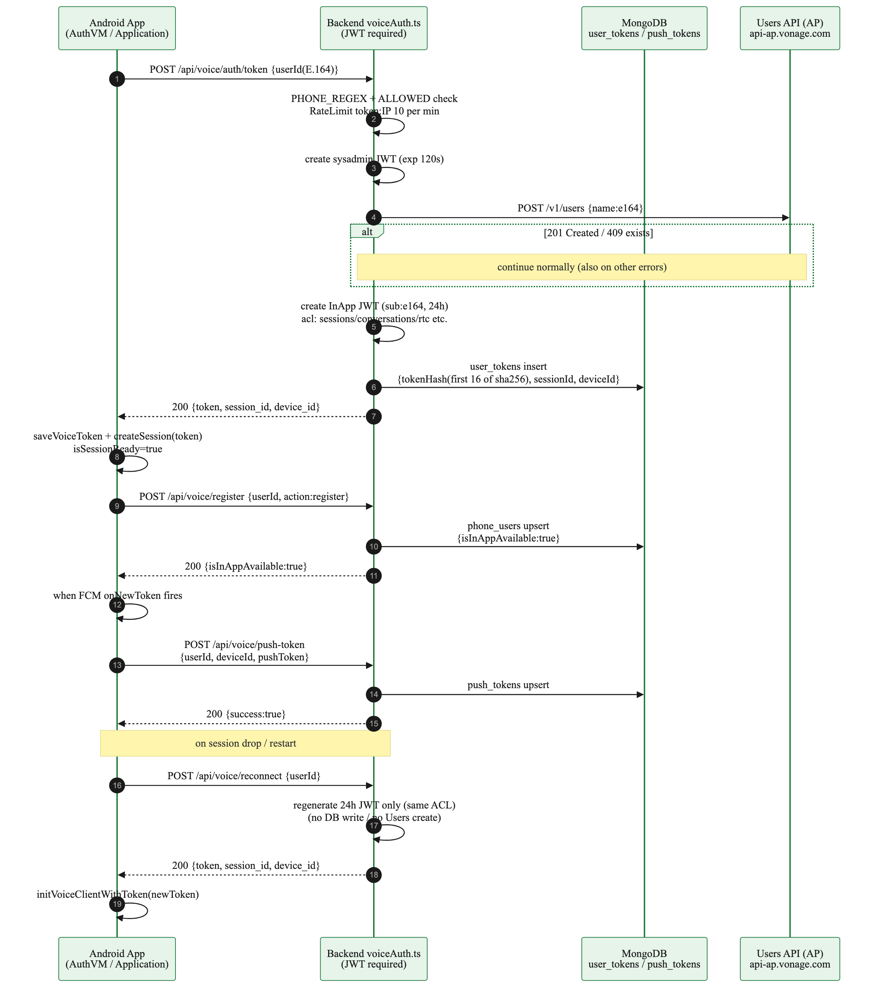 Android App
(AuthVM / Application)
Backend voiceAuth.ts
(JWT required)
MongoDB
user_tokens / push_tokens
Users API (AP)
api-ap.vonage.com
POST /api/voice/auth/token {userId(E.164)}
1
PHONE_REGEX + ALLOWED check
RateLimit token:IP 10 per min
2
create sysadmin JWT (exp 120s)
3
POST /v1/users {name:e164}
4
alt
[201 Created / 409 exists]
continue normally (also on other errors)
create InApp JWT (sub:e164, 24h)
acl: sessions/conversations/rtc etc.
5
user_tokens insert
{tokenHash(first 16 of sha256), sessionId, deviceId}
6
200 {token, session_id, device_id}
7
saveVoiceToken + createSession(token)
isSessionReady=true
8
POST /api/voice/register {userId, action:register}
9
phone_users upsert
{isInAppAvailable:true}
10
200 {isInAppAvailable:true}
11
when FCM onNewToken fires
12
POST /api/voice/push-token
{userId, deviceId, pushToken}
13
push_tokens upsert
14
200 {success:true}
15
on session drop / restart
POST /api/voice/reconnect {userId}
16
regenerate 24h JWT only (same ACL)
(no DB write / no Users create)
17
200 {token, session_id, device_id}
18
initVoiceClientWithToken(newToken)
19
Android App
(AuthVM / Application)
Backend voiceAuth.ts
(JWT required)
MongoDB
user_tokens / push_tokens
Users API (AP)
api-ap.vonage.com